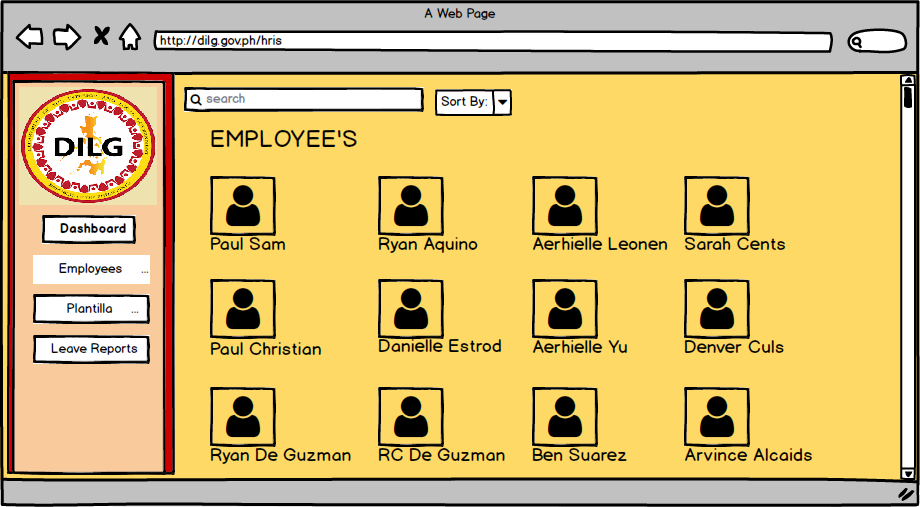 A Web Page
http://dilg.gov.ph/hris
search
Sort By:
DILG
EMPLOYEE'S
Dashboard
Employees ...
Plantilla ...
Leave Reports
Paul Sam
Ryan Aquino
Aerhielle Leonen
Sarah Cents
Paul Christian
Danielle Estrod
Aerhielle Yu
Denver Culs
Ryan De Guzman
RC De Guzman
Ben Suarez
Arvince Alcaids